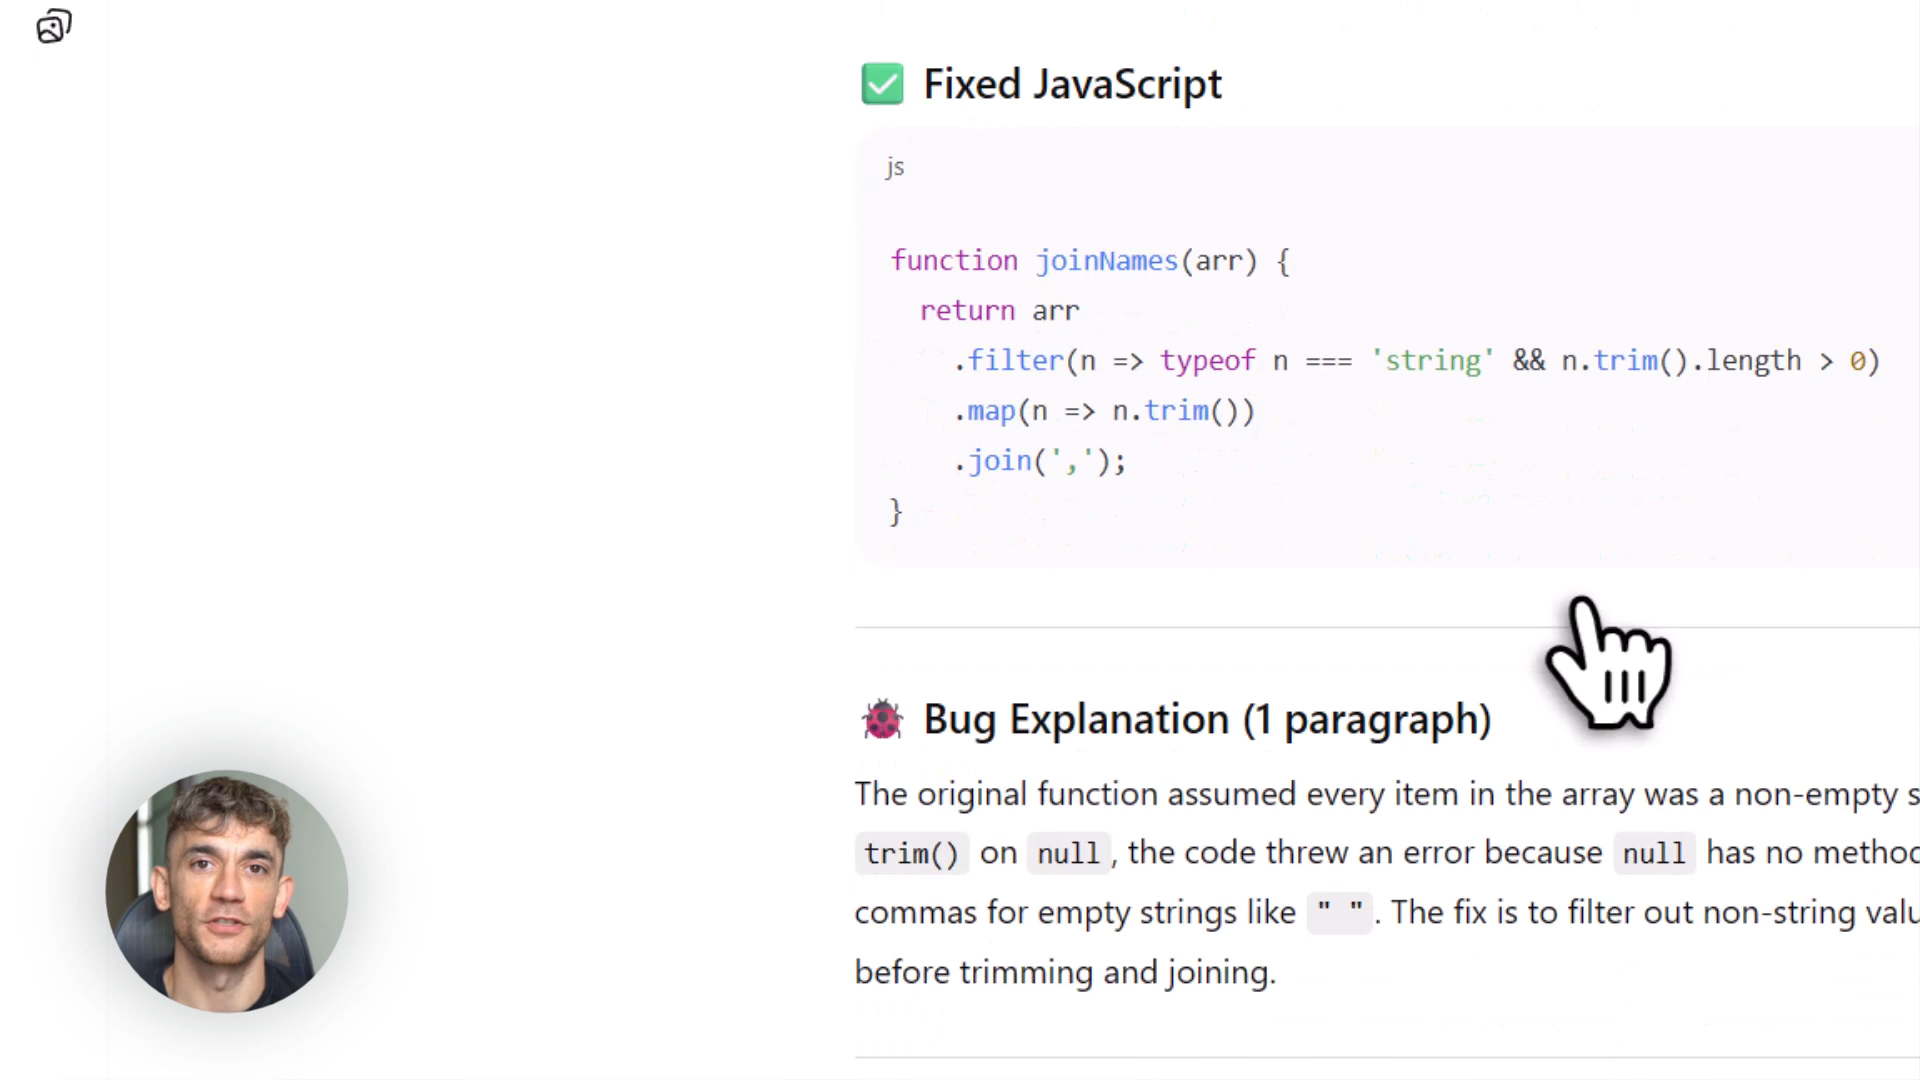 Fixed JavaScript
js
function joinNames(arr) {
return arr
.filter(n => typeof n === 'string' && n.trim().length > 0)
.map(n => n.trim())
.join(',');
}
Bug Explanation (1 paragraph)
The original function assumed every item in the array was a non-empty s
trim() on null, the code threw an error because null has no method
commas for empty strings like " ". The fix is to filter out non-string valu
before trimming and joining.